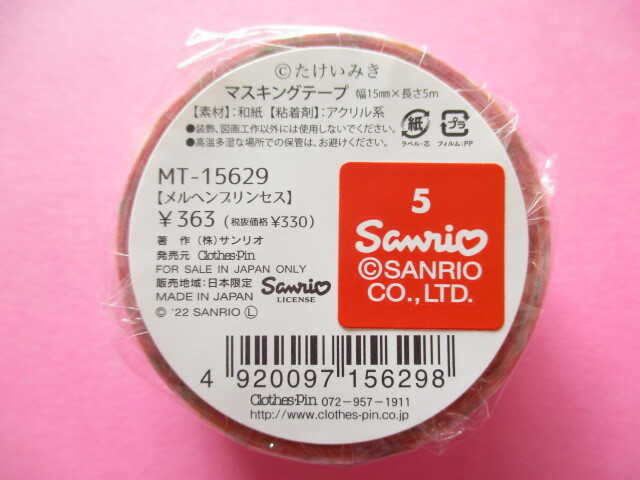 ©たけいみき
マスキングテープ 幅15mm×長さ5m
【素材】:和紙【粘着剤】:アクリル系
●装飾、図画工作以外には使用しないでください。
●高温多湿な場所での保管は、お避けください。
紙 プラ
ラベル・芯 フィルム:PP
MT-15629
【メルヘンプリンセス】
¥363 (税抜価格 ¥330)
著 作 (株)サンリオ
発売元 Clothes-Pin
FOR SALE IN JAPAN ONLY
販売地域:日本限定
MADE IN JAPAN
Sanrio
LICENSE
© '22 SANRIO Ⓛ
5
Sanrio
©SANRIO
CO.,LTD.
4 920097 156298
Clothes-Pin 072-957-1911
http://www.clothes-pin.co.jp